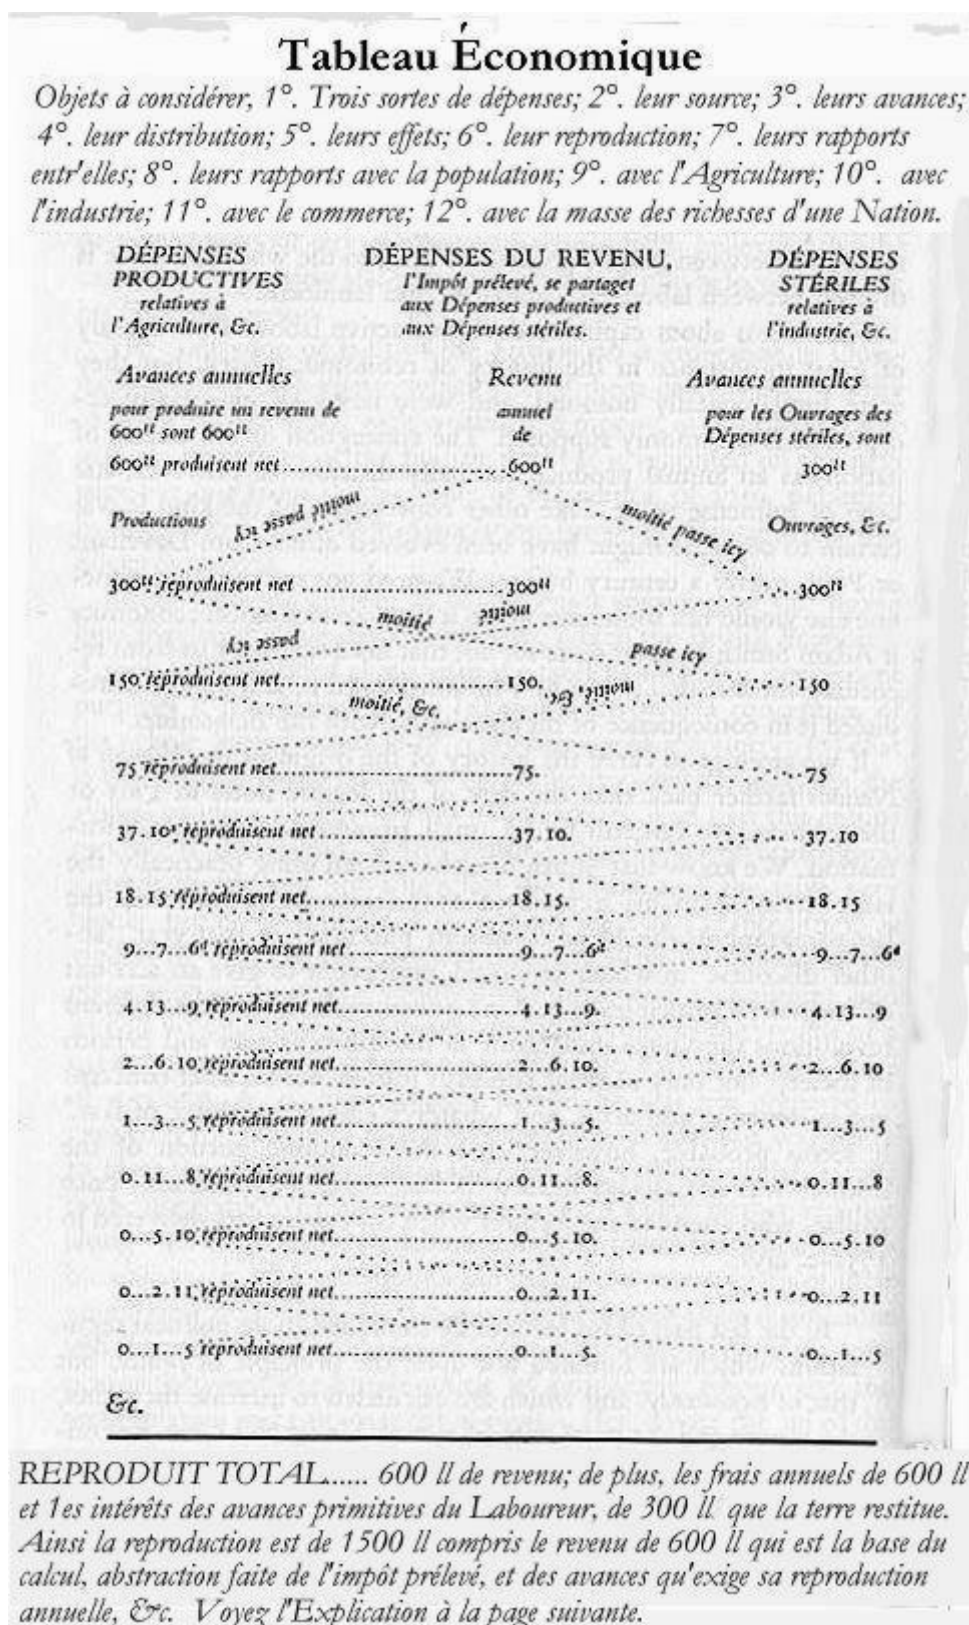 Tableau Économique
Objets à considérer, 1°. Trois sortes de dépenses; 2°. leur source; 3°. leurs avances;
4°. leur distribution; 5°. leurs effets; 6°. leur reproduction; 7°. leurs rapports
entr'elles; 8°. leurs rapports avec la population; 9°. avec l'Agriculture; 10°. avec
l'industrie; 11°. avec le commerce; 12°. avec la masse des richesses d'une Nation.
DÉPENSES
PRODUCTIVES
relatives à
l'Agriculture, &c.
DÉPENSES DU REVENU,
l'Impôt prélevé, se partaget
aux Dépenses productives et
aux Dépenses stériles.
DÉPENSES
STÉRILES
relatives à
l'industrie, &c.
Avances annuelles
pour produire un revenu de
600ll sont 600ll
Revenu
annuel
de
Avances annuelles
pour les Ouvrages des
Dépenses stériles, sont
600ll produisent net 600ll 300ll
Productions moitié passe icy moitié passe icy Ouvrages, &c.
300ll reproduisent net 300ll 300ll
moitié passe icy moitié passe icy
150. reproduisent net 150. 150
moitié, &c. moitié, &c.
75 reproduisent net 75. 75
37.10s reproduisent net 37.10. 37.10
18.15 reproduisent net 18.15. 18.15
9...7...6d reproduisent net 9...7...6d 9...7...6d
4.13...9 reproduisent net 4.13...9. 4.13...9
2...6.10 reproduisent net 2...6.10. 2...6.10
1...3...5 reproduisent net 1...3...5. 1...3...5
0.11...8 reproduisent net 0.11...8. 0.11...8
0...5.10 reproduisent net 0...5.10. 0...5.10
0...2.11 reproduisent net 0...2.11. 0...2.11
0...1...5 reproduisent net 0...1...5. 0...1...5
&c.
REPRODUIT TOTAL...... 600 ll de revenu; de plus, les frais annuels de 600 ll
et les intérêts des avances primitives du Laboureur, de 300 ll que la terre restitue.
Ainsi la reproduction est de 1500 ll compris le revenu de 600 ll qui est la base du
calcul, abstraction faite de l'impôt prélevé, et des avances qu'exige sa reproduction
annuelle, &c. Voyez l'Explication à la page suivante.